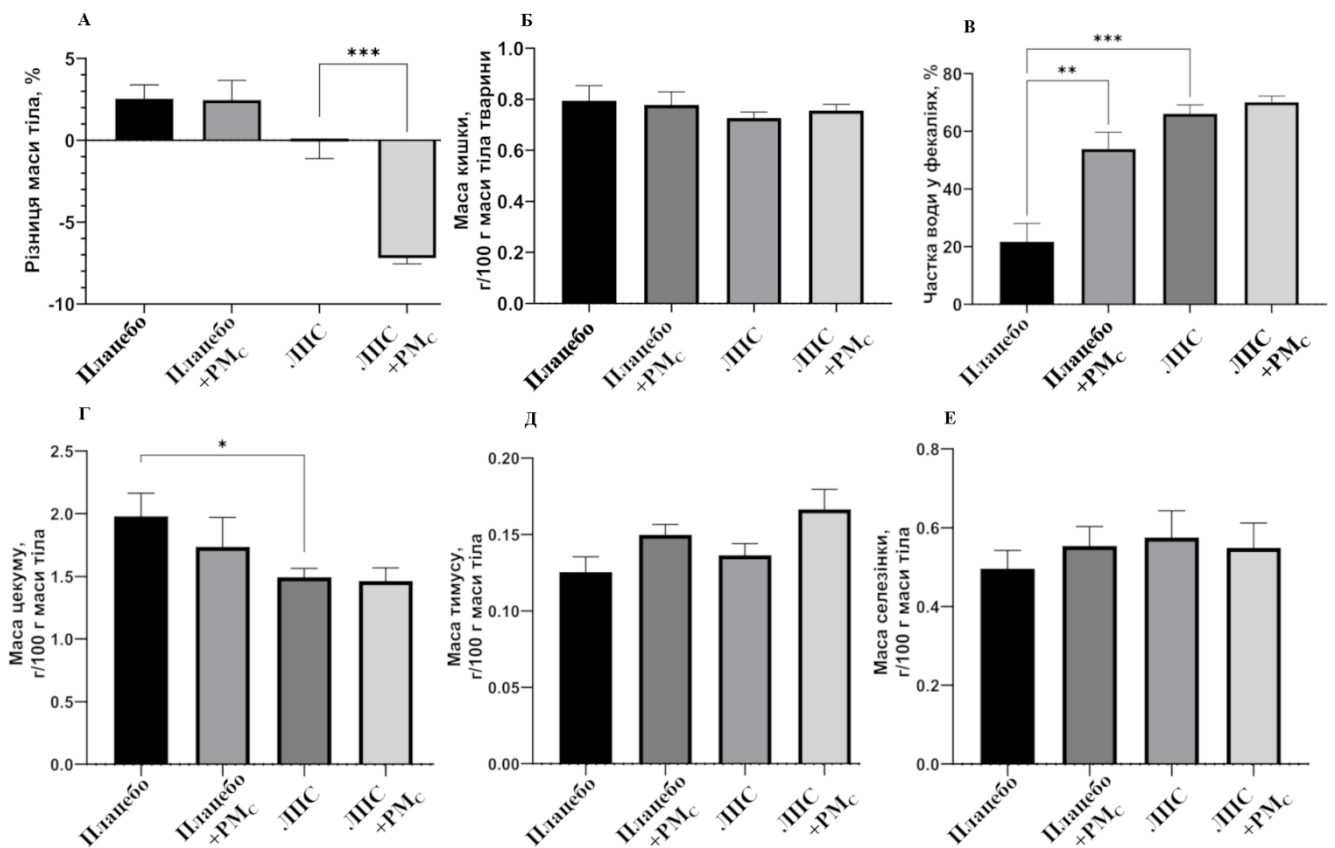 А
Різниця маси тіла, %
5
0
-5
-10
***
Плацебо
Плацебо
+PMC
ЛПС
ЛПС
+PMC
Б
Маса кишки,
г/100 г маси тіла тварини
1.0
0.8
0.6
0.4
0.2
0.0
Плацебо
Плацебо
+PMC
ЛПС
ЛПС
+PMC
В
Частка води у фекаліях, %
80
60
40
20
0
***
**
Плацебо
Плацебо
+PMC
ЛПС
ЛПС
+PMC
Г
Маса цекуму,
г/100 г маси тіла
2.5
2.0
1.5
1.0
0.5
0.0
*
Плацебо
Плацебо
+PMC
ЛПС
ЛПС
+PMC
Д
Маса тимусу,
г/100 г маси тіла
0.20
0.15
0.10
0.05
0.00
Плацебо
Плацебо
+PMC
ЛПС
ЛПС
+PMC
Е
Маса селезінки,
г/100 г маси тіла
0.8
0.6
0.4
0.2
0.0
Плацебо
Плацебо
+PMC
ЛПС
ЛПС
+PMC